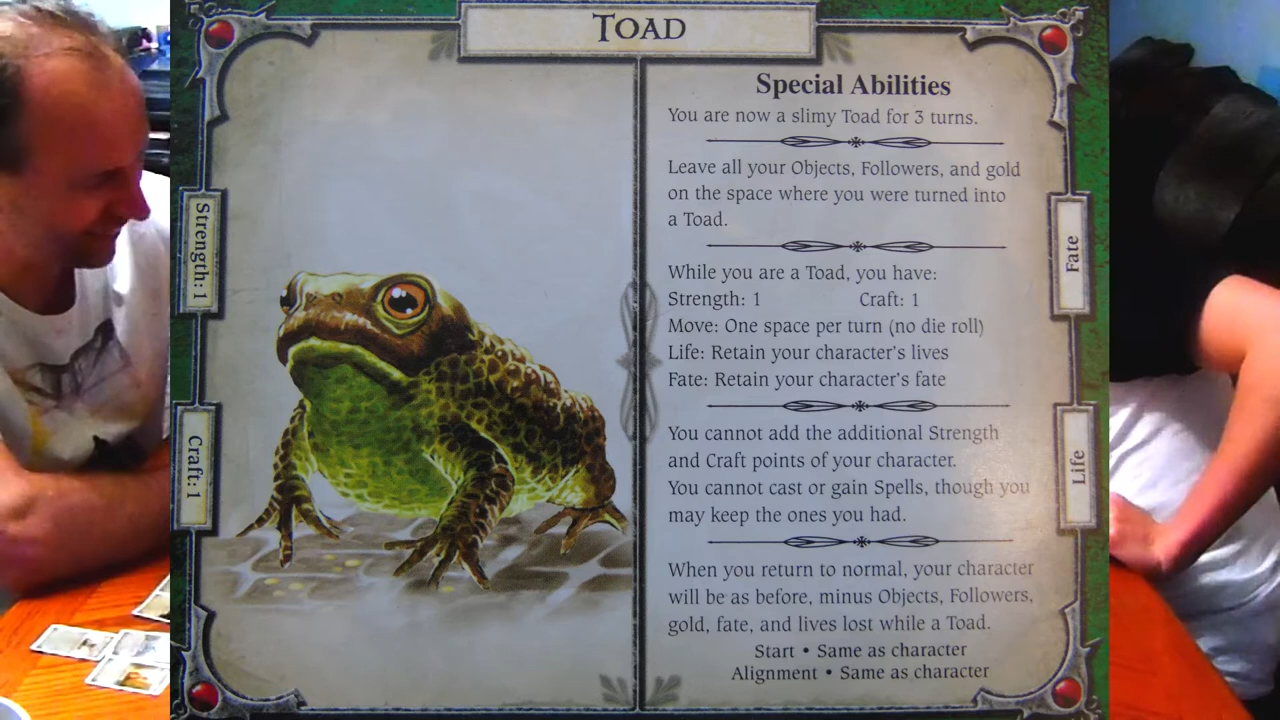 TOAD
Special Abilities
You are now a slimy Toad for 3 turns.
Leave all your Objects, Followers, and gold
on the space where you were turned into
a Toad.
While you are a Toad, you have:
Strength: 1 Craft: 1
Move: One space per turn (no die roll)
Life: Retain your character's lives
Fate: Retain your character's fate
You cannot add the additional Strength
and Craft points of your character.
You cannot cast or gain Spells, though you
may keep the ones you had.
When you return to normal, your character
will be as before, minus Objects, Followers,
gold, fate, and lives lost while a Toad.
Start • Same as character
Alignment • Same as character
Strength: 1
Craft: 1
Fate
Life